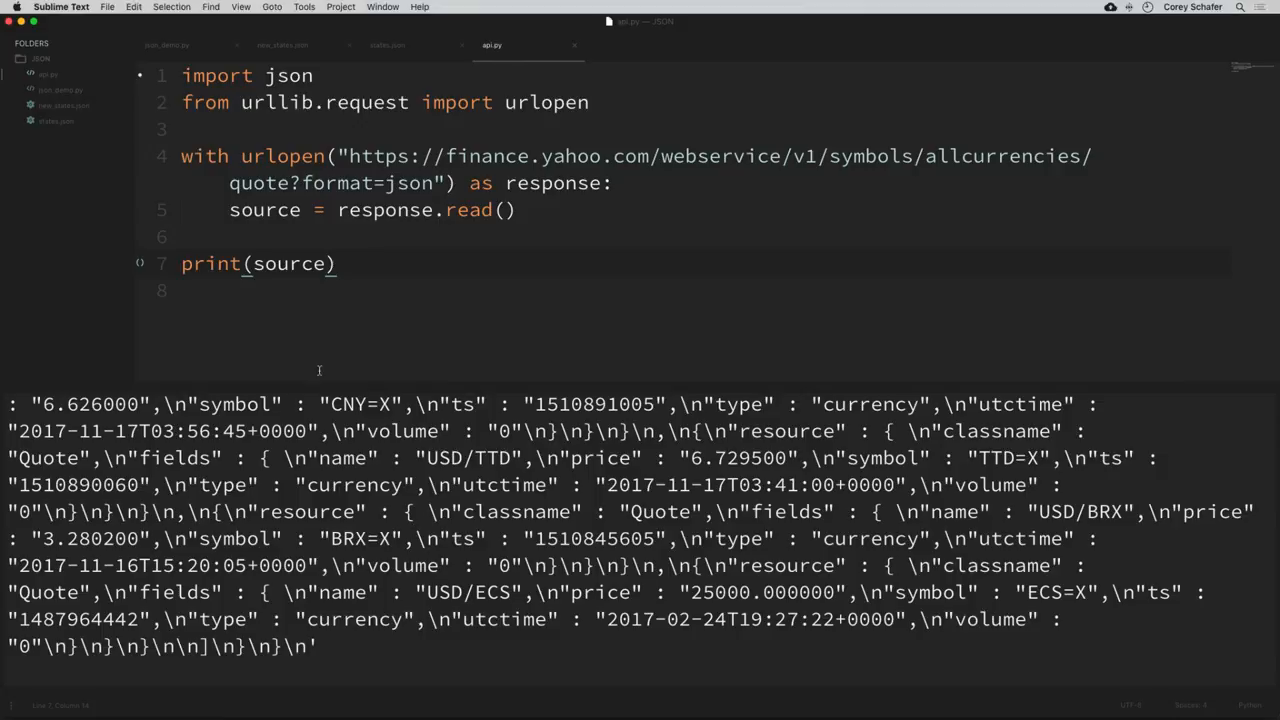 Sublime Text File Edit Selection Find View Goto Tools Project Window Help Corey Schafer
api.py — JSON
FOLDERS
JSON
api.py
json_demo.py
new_states.json
states.json
json_demo.py × new_states.json × states.json × api.py ×
1 import json
2 from urllib.request import urlopen
3
4 with urlopen("https://finance.yahoo.com/webservice/v1/symbols/allcurrencies/
quote?format=json") as response:
5 source = response.read()
6
7 print(source)
8
: "6.626000",\n"symbol" : "CNY=X",\n"ts" : "1510891005",\n"type" : "currency",\n"utctime" :
"2017-11-17T03:56:45+0000",\n"volume" : "0"\n}\n}\n}\n,\n{\n"resource" : { \n"classname" :
"Quote",\n"fields" : { \n"name" : "USD/TTD",\n"price" : "6.729500",\n"symbol" : "TTD=X",\n"ts" :
"1510890060",\n"type" : "currency",\n"utctime" : "2017-11-17T03:41:00+0000",\n"volume" :
"0"\n}\n}\n}\n,\n{\n"resource" : { \n"classname" : "Quote",\n"fields" : { \n"name" : "USD/BRX",\n"price"
: "3.280200",\n"symbol" : "BRX=X",\n"ts" : "1510845605",\n"type" : "currency",\n"utctime" :
"2017-11-16T15:20:05+0000",\n"volume" : "0"\n}\n}\n}\n,\n{\n"resource" : { \n"classname" :
"Quote",\n"fields" : { \n"name" : "USD/ECS",\n"price" : "25000.000000",\n"symbol" : "ECS=X",\n"ts" :
"1487964442",\n"type" : "currency",\n"utctime" : "2017-02-24T19:27:22+0000",\n"volume" :
"0"\n}\n}\n}\n\n]\n}\n}\n'
Line 7, Column 14 UTF-8 Python